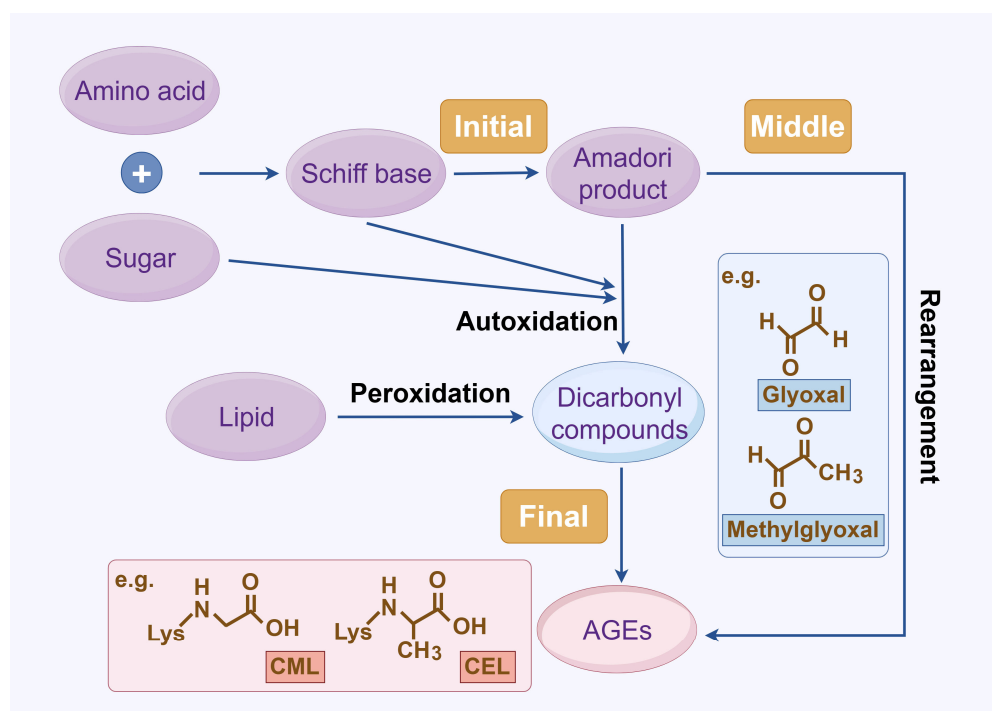 Amino acid
+
Sugar
Schiff base
Initial
Amadori
product
Middle
Autoxidation
Rearrangement
Lipid
Peroxidation
Dicarbonyl
compounds
e.g.
O
H
H
O
Glyoxal
O
H
CH3
O
Methylglyoxal
Final
AGEs
e.g.
H
N
O
Lys
OH
CML
H
N
O
Lys
OH
CH3
CEL